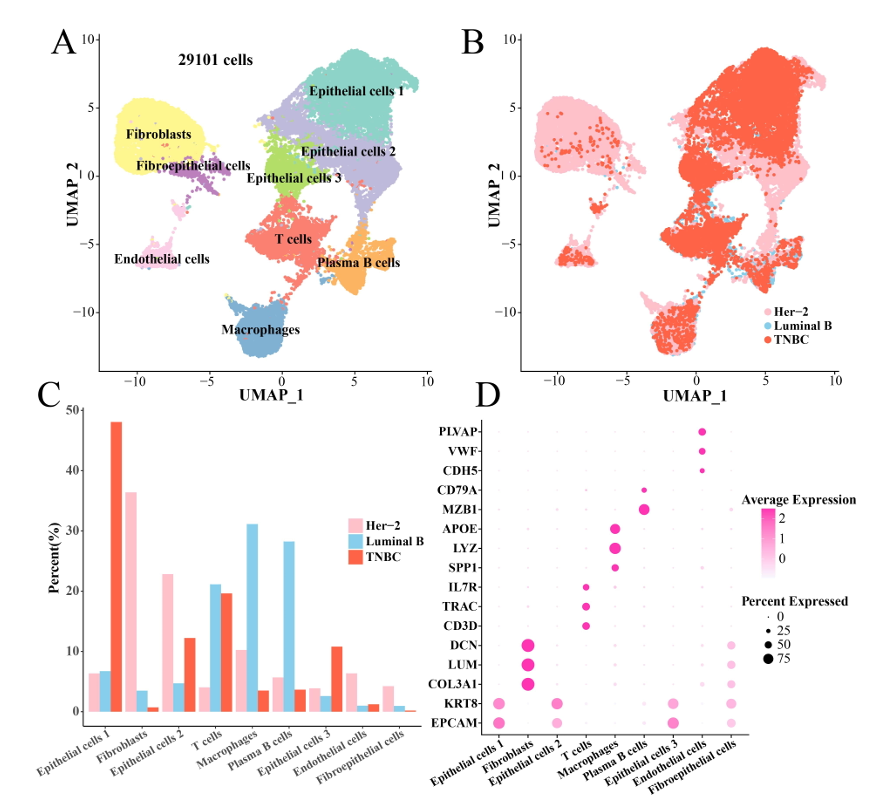 A
29101 cells
Epithelial cells 1
Fibroblasts
Epithelial cells 2
Fibroepithelial cells
Epithelial cells 3
T cells
Endothelial cells
Plasma B cells
Macrophages
UMAP_2
10
5
0
−5
−10
−10
−5
0
5
10
UMAP_1
B
UMAP_2
10
5
0
−5
−10
Her−2
Luminal B
TNBC
−10
−5
0
5
10
UMAP_1
C
Percent(%)
50
40
30
20
10
0
Her−2
Luminal B
TNBC
Epithelial cells 1
Fibroblasts
Epithelial cells 2
T cells
Macrophages
Plasma B cells
Epithelial cells 3
Endothelial cells
Fibroepithelial cells
D
PLVAP
VWF
CDH5
CD79A
MZB1
APOE
LYZ
SPP1
IL7R
TRAC
CD3D
DCN
LUM
COL3A1
KRT8
EPCAM
Epithelial cells 1
Fibroblasts
Epithelial cells 2
T cells
Macrophages
Plasma B cells
Epithelial cells 3
Endothelial cells
Fibroepithelial cells
Average Expression
2
1
0
Percent Expressed
0
25
50
75